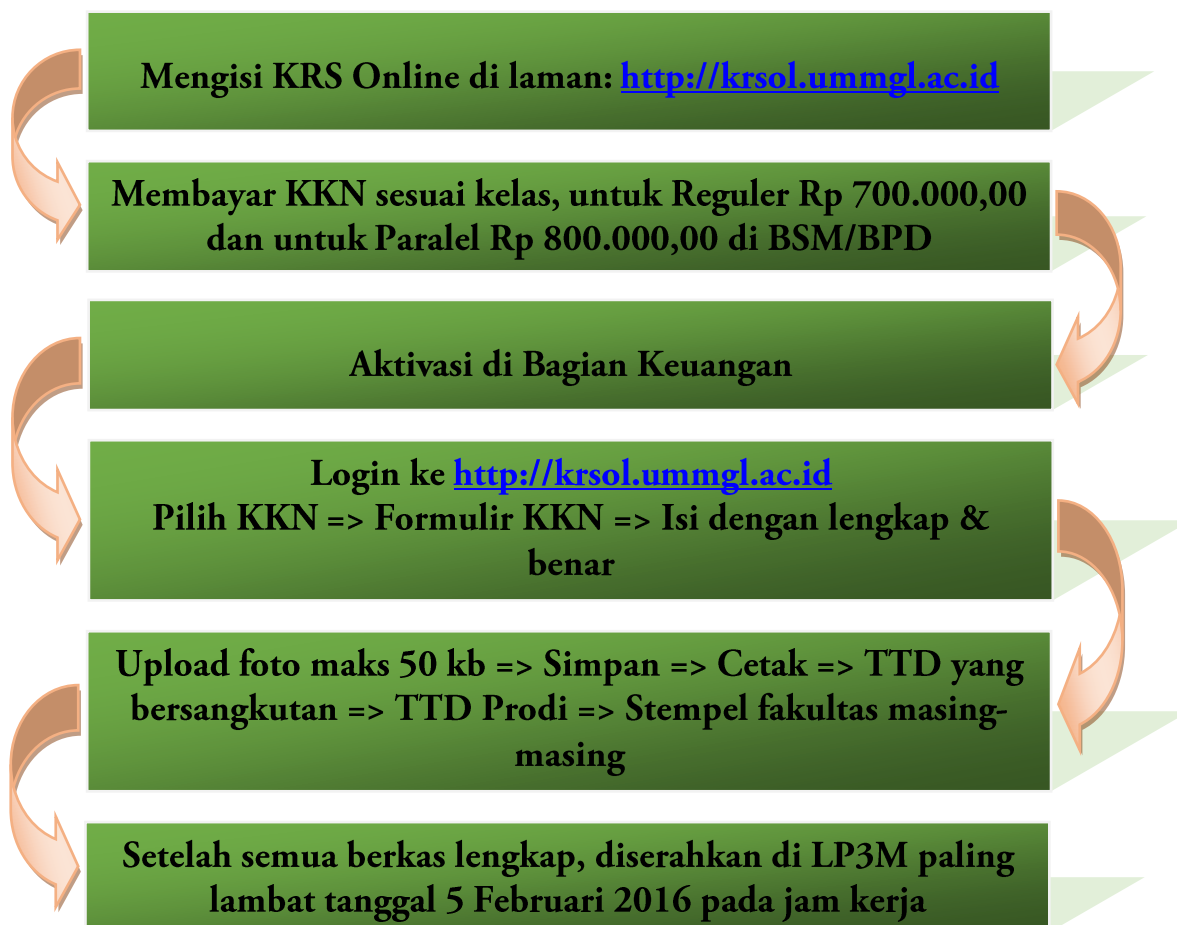 Mengisi KRS Online di laman: http://krsol.ummgl.ac.id
Membayar KKN sesuai kelas, untuk Reguler Rp 700.000,00
dan untuk Paralel Rp 800.000,00 di BSM/BPD
Aktivasi di Bagian Keuangan
Login ke http://krsol.ummgl.ac.id
Pilih KKN => Formulir KKN => Isi dengan lengkap &
benar
Upload foto maks 50 kb => Simpan => Cetak => TTD yang
bersangkutan => TTD Prodi => Stempel fakultas masing-
masing
Setelah semua berkas lengkap, diserahkan di LP3M paling
lambat tanggal 5 Februari 2016 pada jam kerja